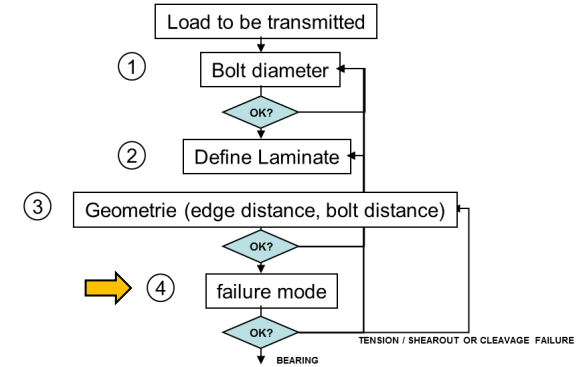 Load to be transmitted
1
Bolt diameter
OK?
2
Define Laminate
3
Geometrie (edge distance, bolt distance)
OK?
4
failure mode
OK?
TENSION / SHEAROUT OR CLEAVAGE FAILURE
BEARING